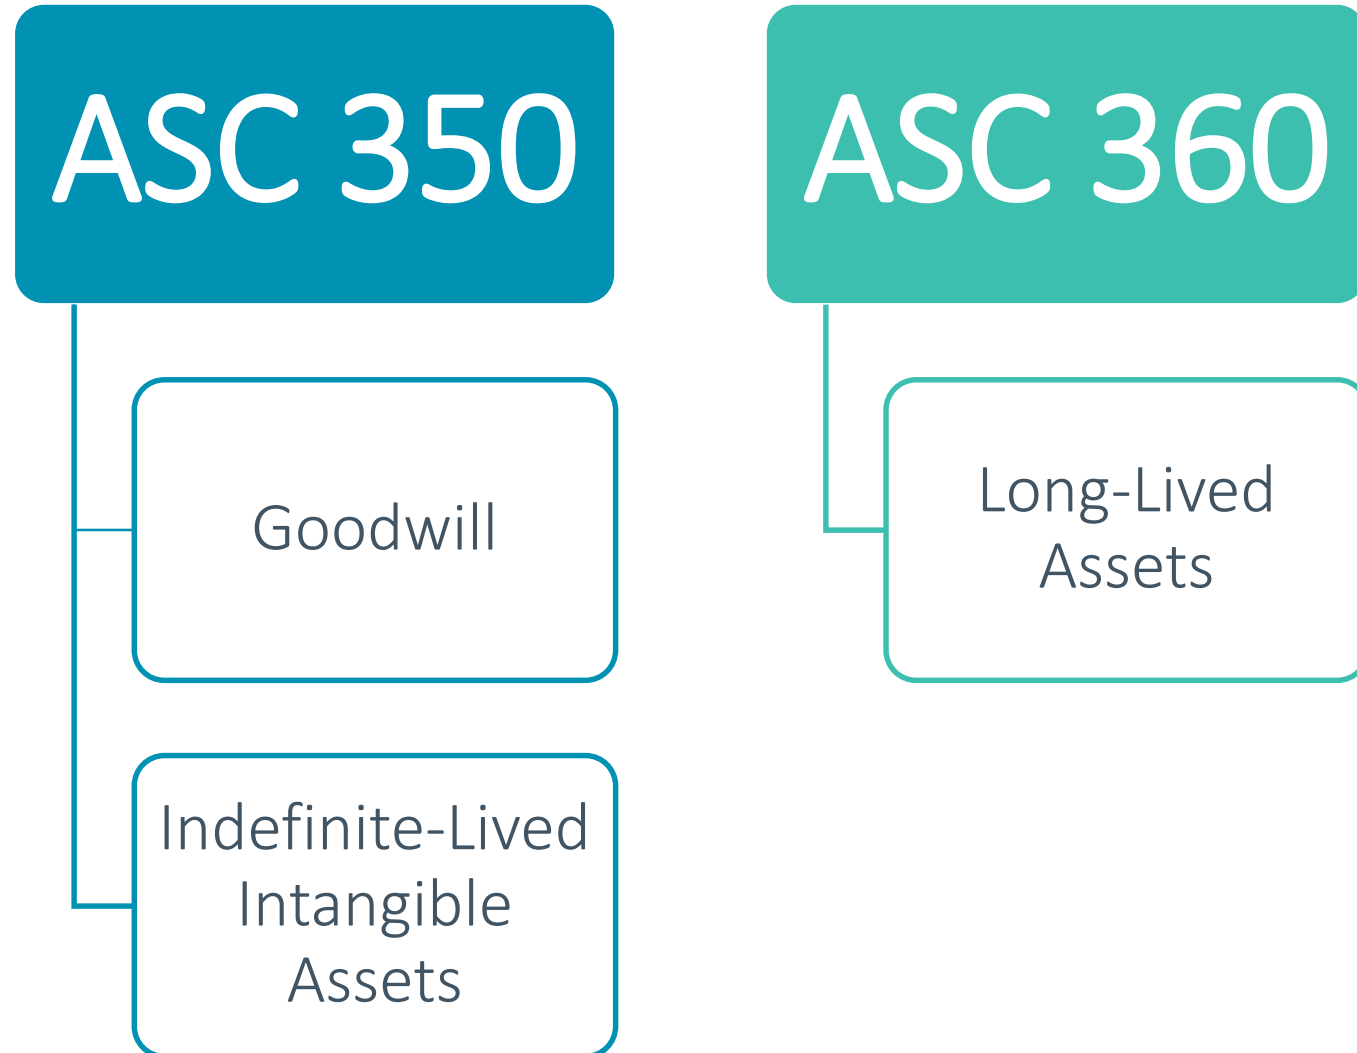 ASC 350
Goodwill
Indefinite-Lived
Intangible
Assets
ASC 360
Long-Lived
Assets